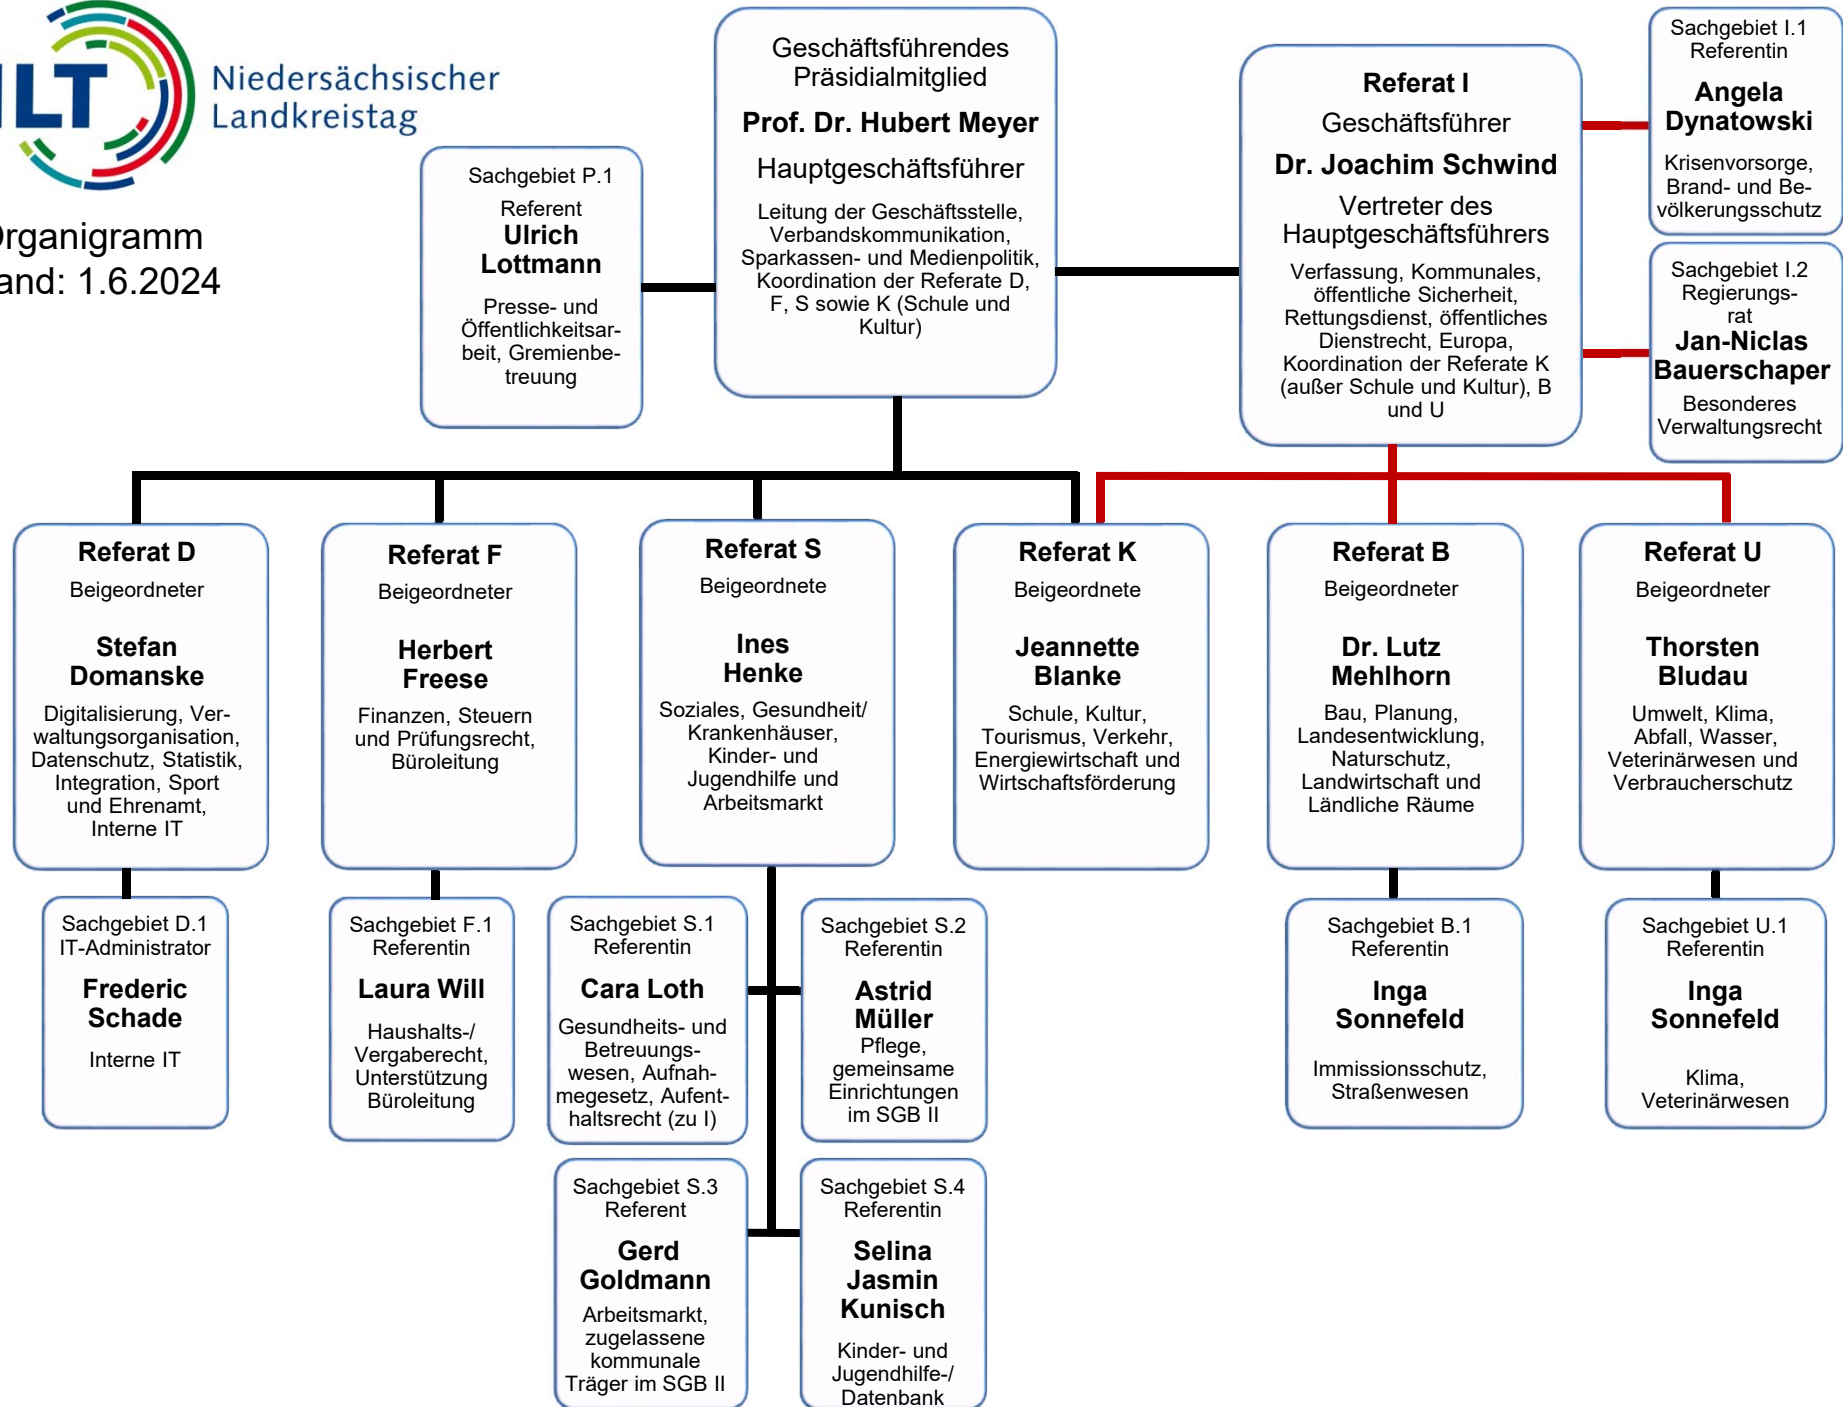 LT
Niedersächsischer
Landkreistag
Organigramm
and: 1.6.2024
Sachgebiet P.1
Referent
Ulrich
Lottmann
Presse- und
Öffentlichkeitsar-
beit, Gremienbe-
treuung
Geschäftsführendes
Präsidialmitglied
Prof. Dr. Hubert Meyer
Hauptgeschäftsführer
Leitung der Geschäftsstelle,
Verbandskommunikation,
Sparkassen- und Medienpolitik,
Koordination der Referate D,
F, S sowie K (Schule und
Kultur)
Referat I
Geschäftsführer
Dr. Joachim Schwind
Vertreter des
Hauptgeschäftsführers
Verfassung, Kommunales,
öffentliche Sicherheit,
Rettungsdienst, öffentliches
Dienstrecht, Europa,
Koordination der Referate K
(außer Schule und Kultur), B
und U
Sachgebiet I.1
Referentin
Angela
Dynatowski
Krisenvorsorge,
Brand- und Be-
völkerungsschutz
Sachgebiet I.2
Regierungs-
rat
Jan-Niclas
Bauerschaper
Besonderes
Verwaltungsrecht
Referat D
Beigeordneter
Stefan
Domanske
Digitalisierung, Ver-
waltungsorganisation,
Datenschutz, Statistik,
Integration, Sport
und Ehrenamt,
Interne IT
Referat F
Beigeordneter
Herbert
Freese
Finanzen, Steuern
und Prüfungsrecht,
Büroleitung
Referat S
Beigeordnete
Ines
Henke
Soziales, Gesundheit/
Krankenhäuser,
Kinder- und
Jugendhilfe und
Arbeitsmarkt
Referat K
Beigeordnete
Jeannette
Blanke
Schule, Kultur,
Tourismus, Verkehr,
Energiewirtschaft und
Wirtschaftsförderung
Referat B
Beigeordneter
Dr. Lutz
Mehlhorn
Bau, Planung,
Landesentwicklung,
Naturschutz,
Landwirtschaft und
Ländliche Räume
Referat U
Beigeordneter
Thorsten
Bludau
Umwelt, Klima,
Abfall, Wasser,
Veterinärwesen und
Verbraucherschutz
Sachgebiet D.1
IT-Administrator
Frederic
Schade
Interne IT
Sachgebiet F.1
Referentin
Laura Will
Haushalts-/
Vergaberecht,
Unterstützung
Büroleitung
Sachgebiet S.1
Referentin
Cara Loth
Gesundheits- und
Betreuungs-
wesen, Aufnah-
megesetz, Aufent-
haltsrecht (zu I)
Sachgebiet S.2
Referentin
Astrid
Müller
Pflege,
gemeinsame
Einrichtungen
im SGB II
Sachgebiet B.1
Referentin
Inga
Sonnefeld
Immissionsschutz,
Straßenwesen
Sachgebiet U.1
Referentin
Inga
Sonnefeld
Klima,
Veterinärwesen
Sachgebiet S.3
Referent
Gerd
Goldmann
Arbeitsmarkt,
zugelassene
kommunale
Träger im SGB II
Sachgebiet S.4
Referentin
Selina
Jasmin
Kunisch
Kinder- und
Jugendhilfe-/
Datenbank